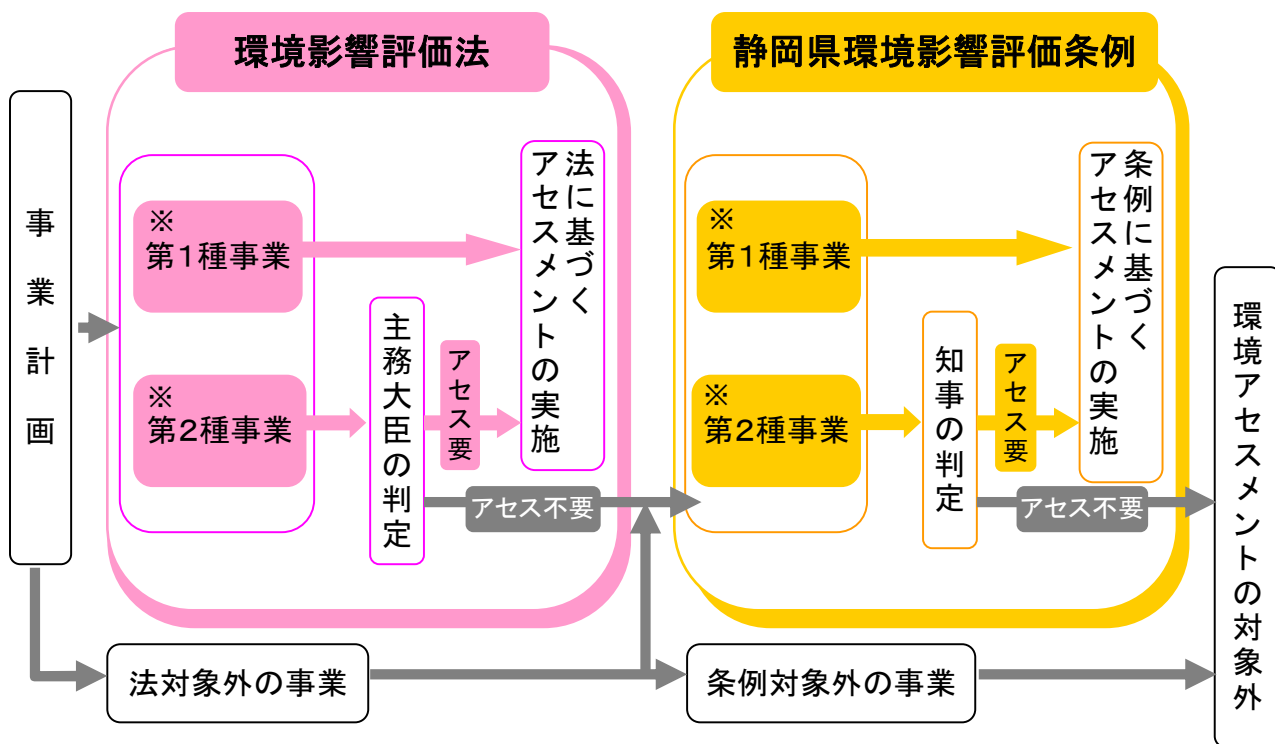 環境影響評価法
静岡県環境影響評価条例
事業計画
※
第1種事業
※
第2種事業
主務大臣の判定
アセス要
法に基づく
アセスメントの実施
アセス不要
※
第1種事業
※
第2種事業
知事の判定
アセス要
条例に基づく
アセスメントの実施
アセス不要
法対象外の事業
条例対象外の事業
環境アセスメントの対象外